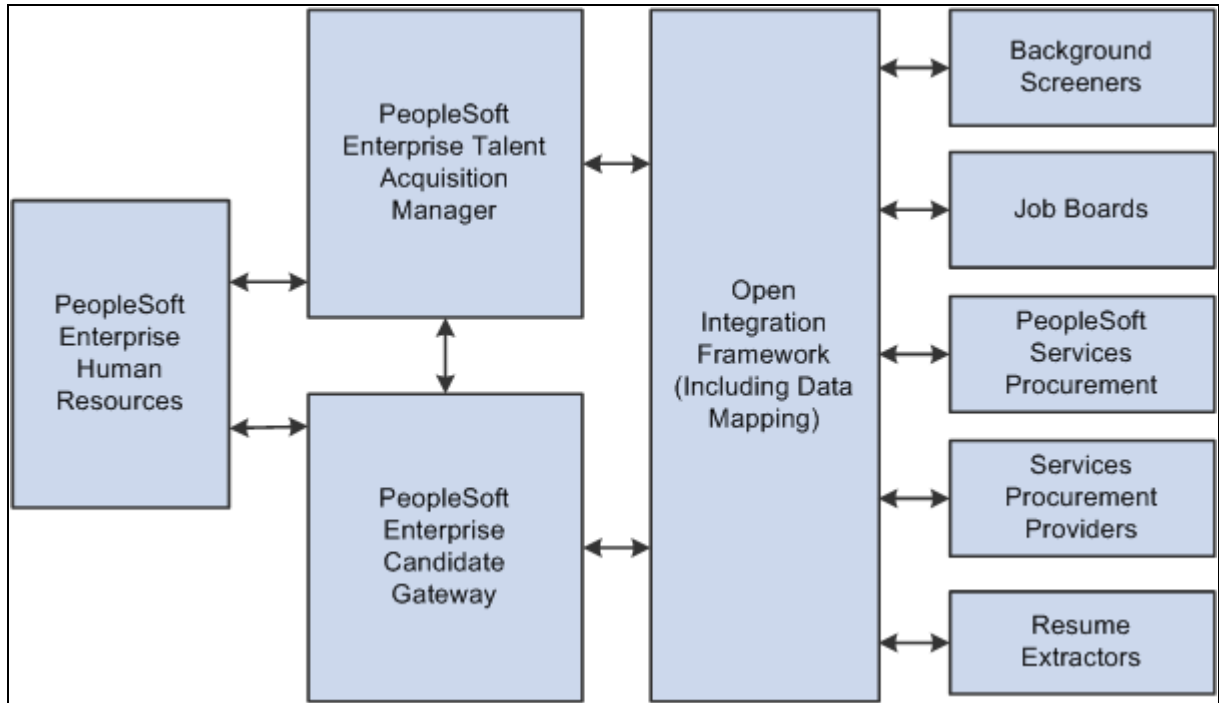 PeopleSoft
Enterprise
Human
Resources
PeopleSoft
Enterprise Talent
Acquisition
Manager
PeopleSoft
Enterprise
Candidate
Gateway
Open
Integration
Framework
(Including Data
Mapping)
Background
Screeners
Job Boards
PeopleSoft
Services
Procurement
Services
Procurement
Providers
Resume
Extractors